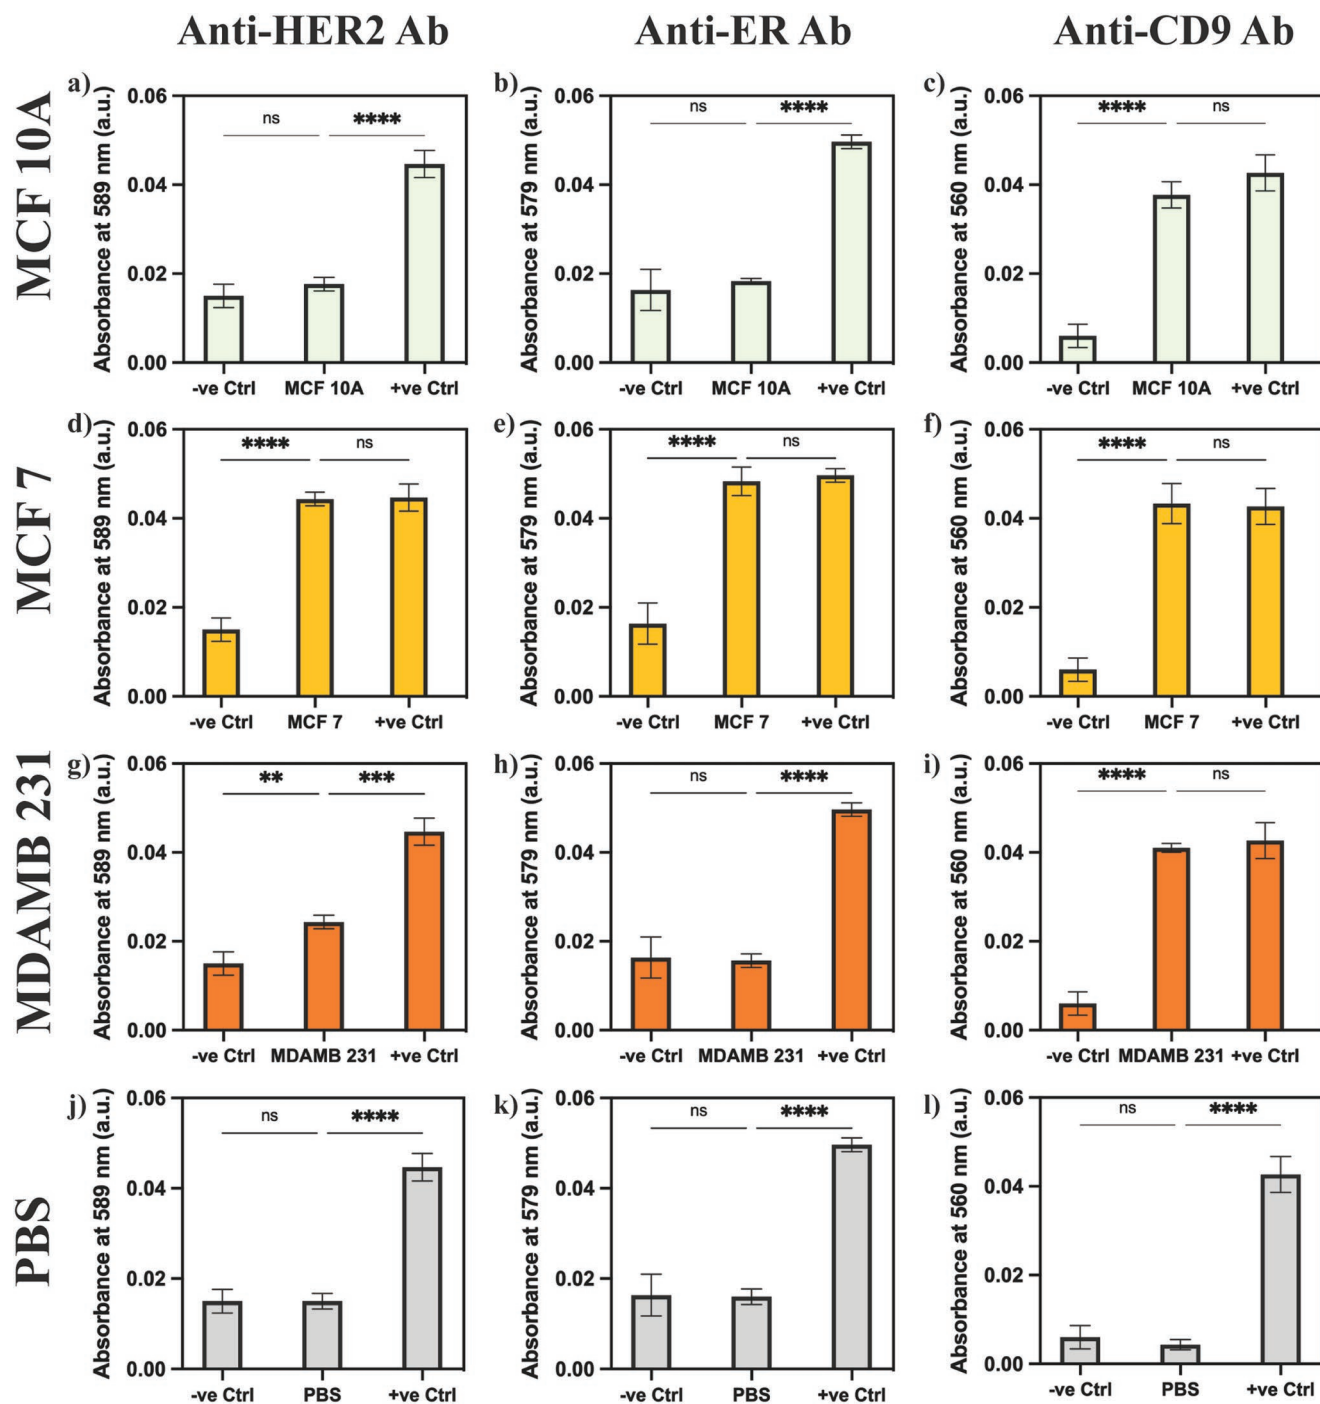 Anti-HER2 Ab
Anti-ER Ab
Anti-CD9 Ab
MCF 10A
a)
Absorbance at 589 nm (a.u.)
0.06
0.04
0.02
0.00
ns
****
-ve Ctrl
MCF 10A
+ve Ctrl
b)
Absorbance at 579 nm (a.u.)
0.06
0.04
0.02
0.00
ns
****
-ve Ctrl
MCF 10A
+ve Ctrl
c)
Absorbance at 560 nm (a.u.)
0.06
0.04
0.02
0.00
****
ns
-ve Ctrl
MCF 10A
+ve Ctrl
MCF 7
d)
Absorbance at 589 nm (a.u.)
0.06
0.04
0.02
0.00
****
ns
-ve Ctrl
MCF 7
+ve Ctrl
e)
Absorbance at 579 nm (a.u.)
0.06
0.04
0.02
0.00
****
ns
-ve Ctrl
MCF 7
+ve Ctrl
f)
Absorbance at 560 nm (a.u.)
0.06
0.04
0.02
0.00
****
ns
-ve Ctrl
MCF 7
+ve Ctrl
MDAMB 231
g)
Absorbance at 589 nm (a.u.)
0.06
0.04
0.02
0.00
**
***
-ve Ctrl
MDAMB 231
+ve Ctrl
h)
Absorbance at 579 nm (a.u.)
0.06
0.04
0.02
0.00
ns
****
-ve Ctrl
MDAMB 231
+ve Ctrl
i)
Absorbance at 560 nm (a.u.)
0.06
0.04
0.02
0.00
****
ns
-ve Ctrl
MDAMB 231
+ve Ctrl
PBS
j)
Absorbance at 589 nm (a.u.)
0.06
0.04
0.02
0.00
ns
****
-ve Ctrl
PBS
+ve Ctrl
k)
Absorbance at 579 nm (a.u.)
0.06
0.04
0.02
0.00
ns
****
-ve Ctrl
PBS
+ve Ctrl
l)
Absorbance at 560 nm (a.u.)
0.06
0.04
0.02
0.00
ns
****
-ve Ctrl
PBS
+ve Ctrl